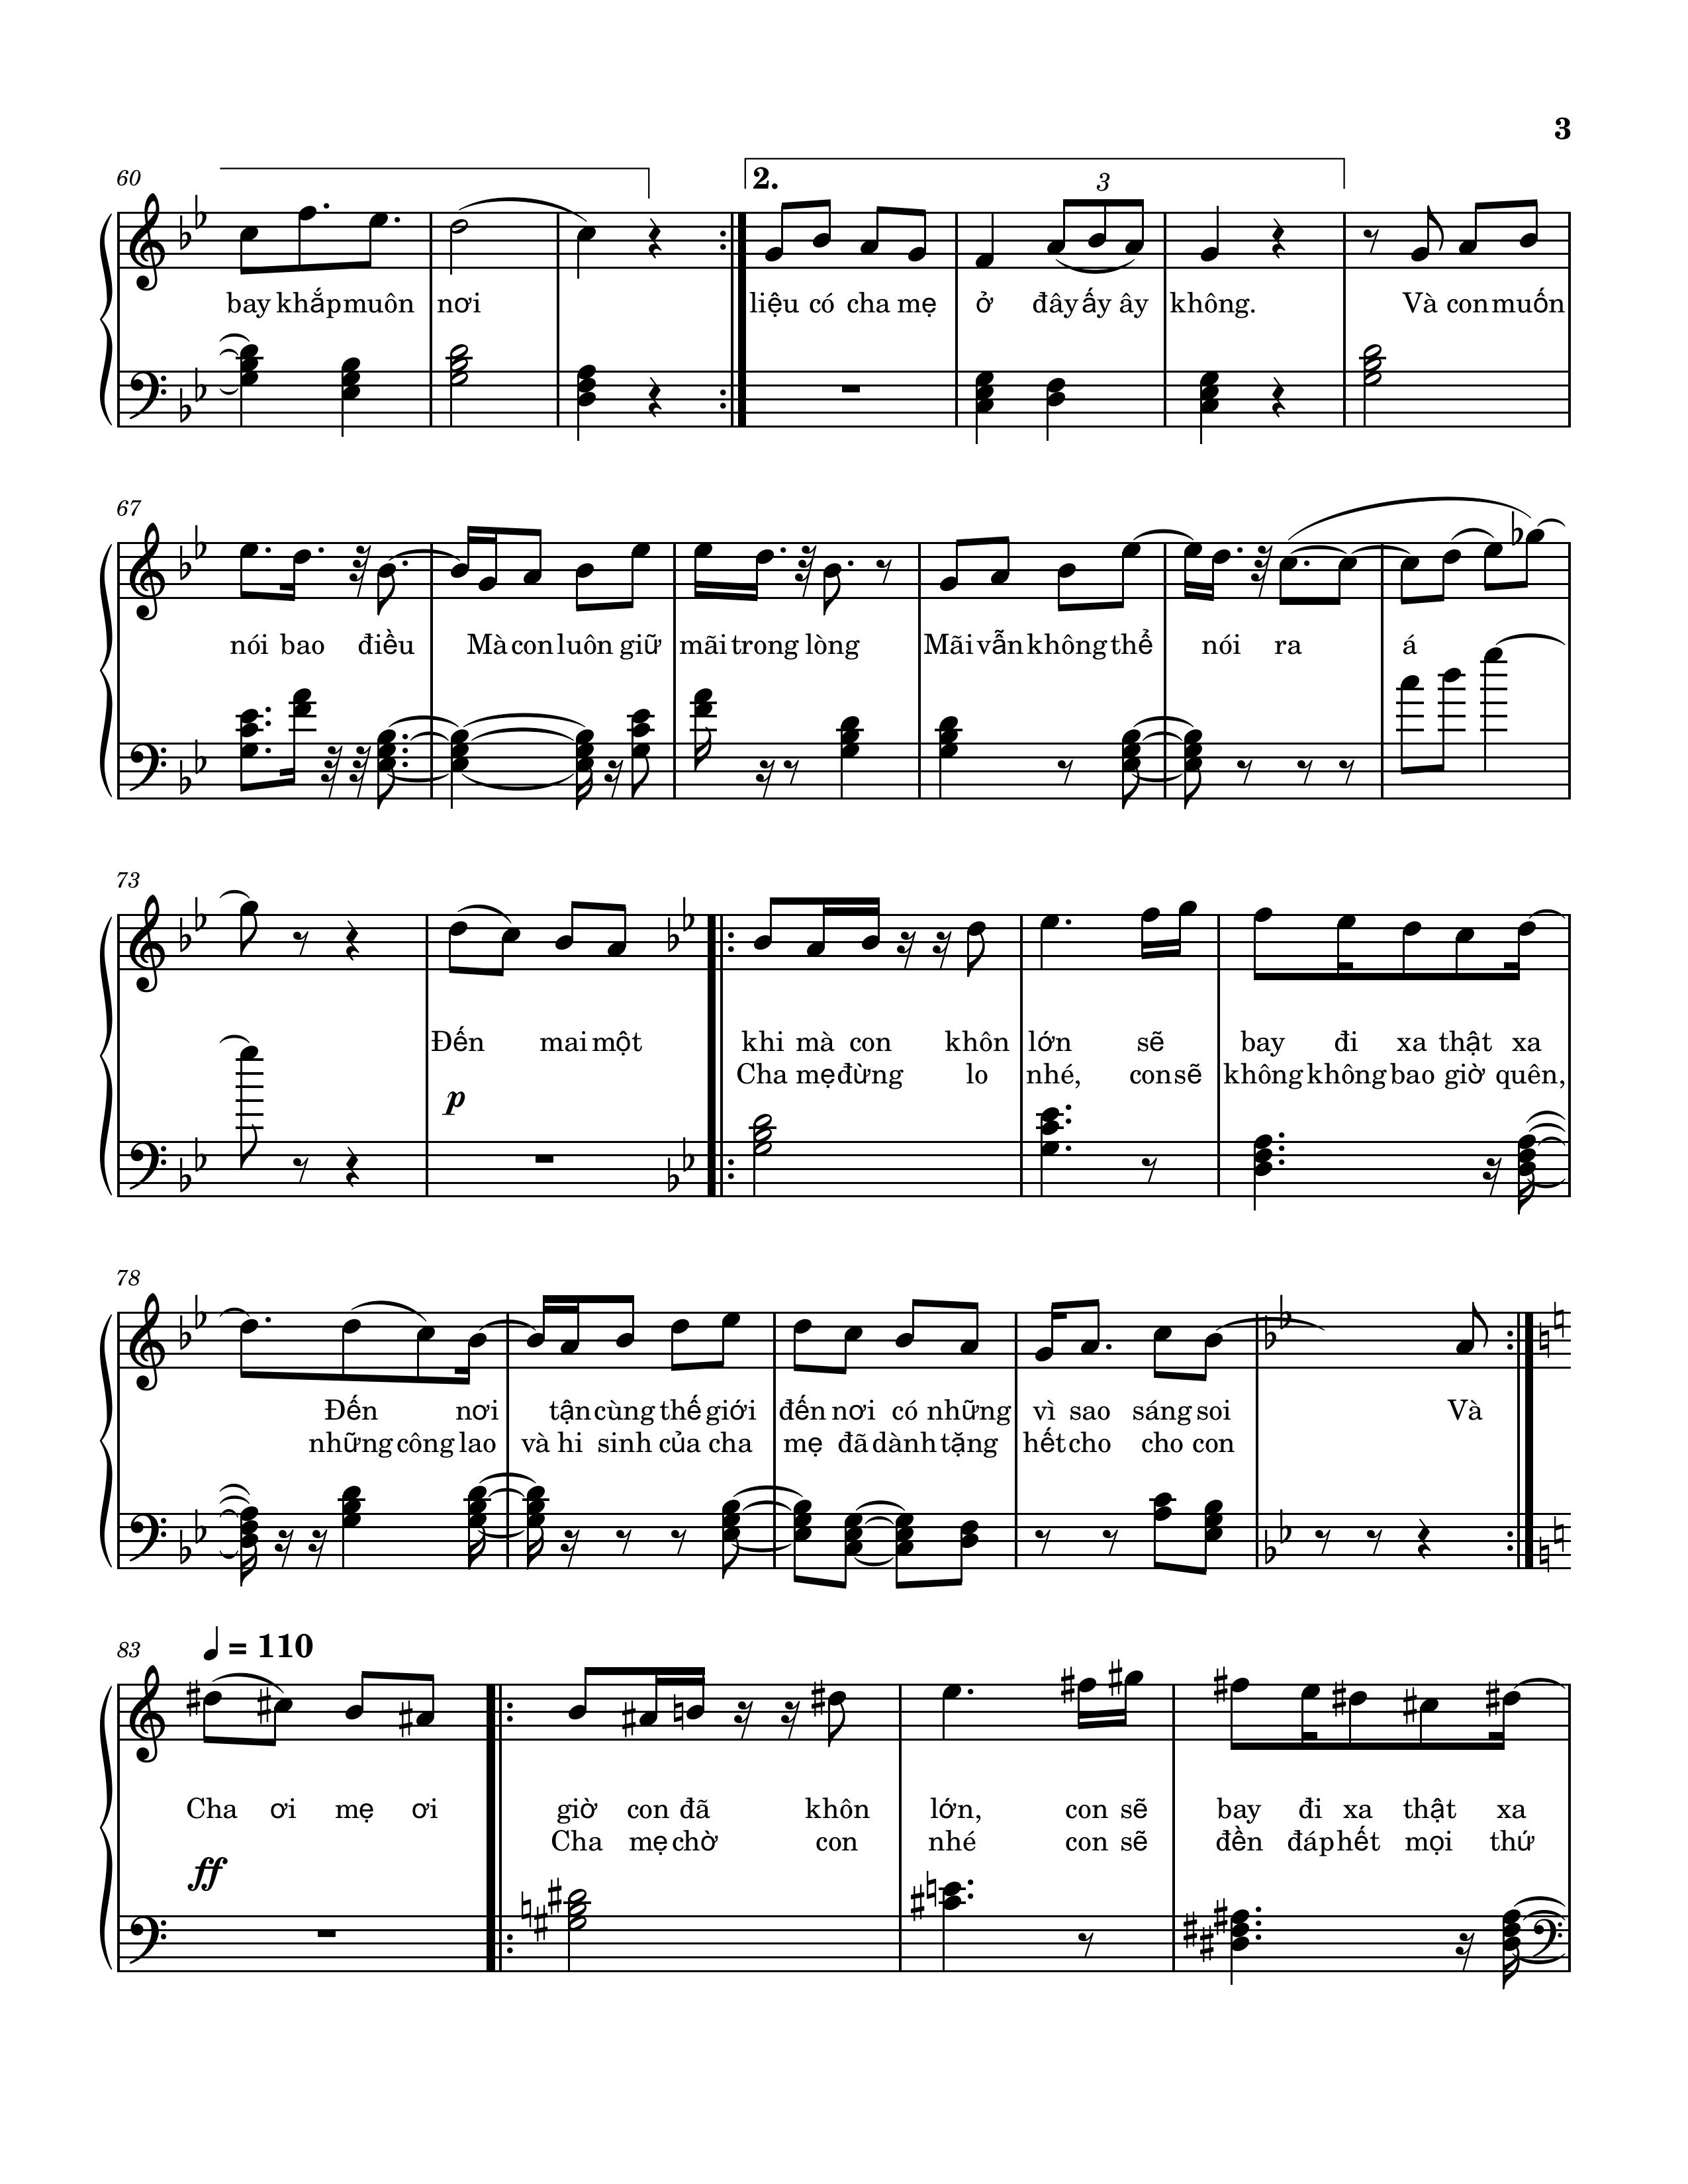 3
60
2.
3
bay khắp muôn nơi liệu có cha mẹ ở đây ấy ây không. Và con muốn
67
nói bao điều Mà con luôn giữ mãi trong lòng Mãi vẫn không thể nói ra á
73
Đến mai một khi mà con khôn lớn sẽ bay đi xa thật xa
Cha mẹ đừng lo nhé, con sẽ không không bao giờ quên,
p
78
Đến nơi tận cùng thế giới đến nơi có những vì sao sáng soi Và
những công lao và hi sinh của cha mẹ đã dành tặng hết cho cho con
83
= 110
Cha ơi mẹ ơi giờ con đã khôn lớn, con sẽ bay đi xa thật xa
Cha mẹ chờ con nhé con sẽ đền đáp hết mọi thứ
ff